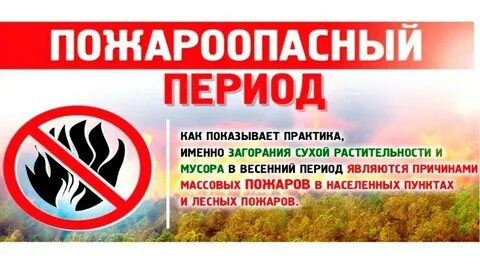 ПОЖАРООПАСНЫЙ
ПЕРИОД
КАК ПОКАЗЫВАЕТ ПРАКТИКА,
ИМЕННО ЗАГОРАНИЯ СУХОЙ РАСТИТЕЛЬНОСТИ И
МУСОРА В ВЕСЕННИЙ ПЕРИОД ЯВЛЯЮТСЯ ПРИЧИНАМИ
МАССОВЫХ ПОЖАРОВ В НАСЕЛЕННЫХ ПУНКТАХ
И ЛЕСНЫХ ПОЖАРОВ.